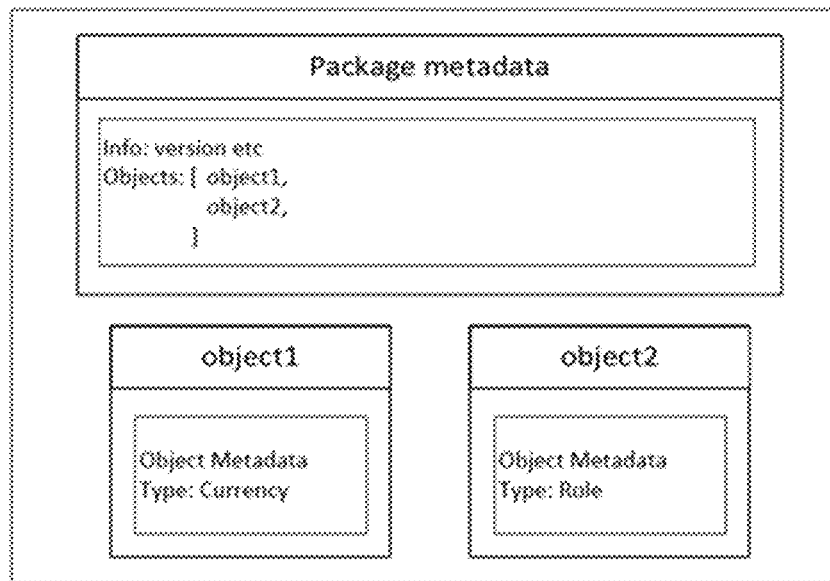 Package metadata
Info: version etc
Objects: [ object1,
object2,
]
object1
object2
Object Metadata
Type: Currency
Object Metadata
Type: Role